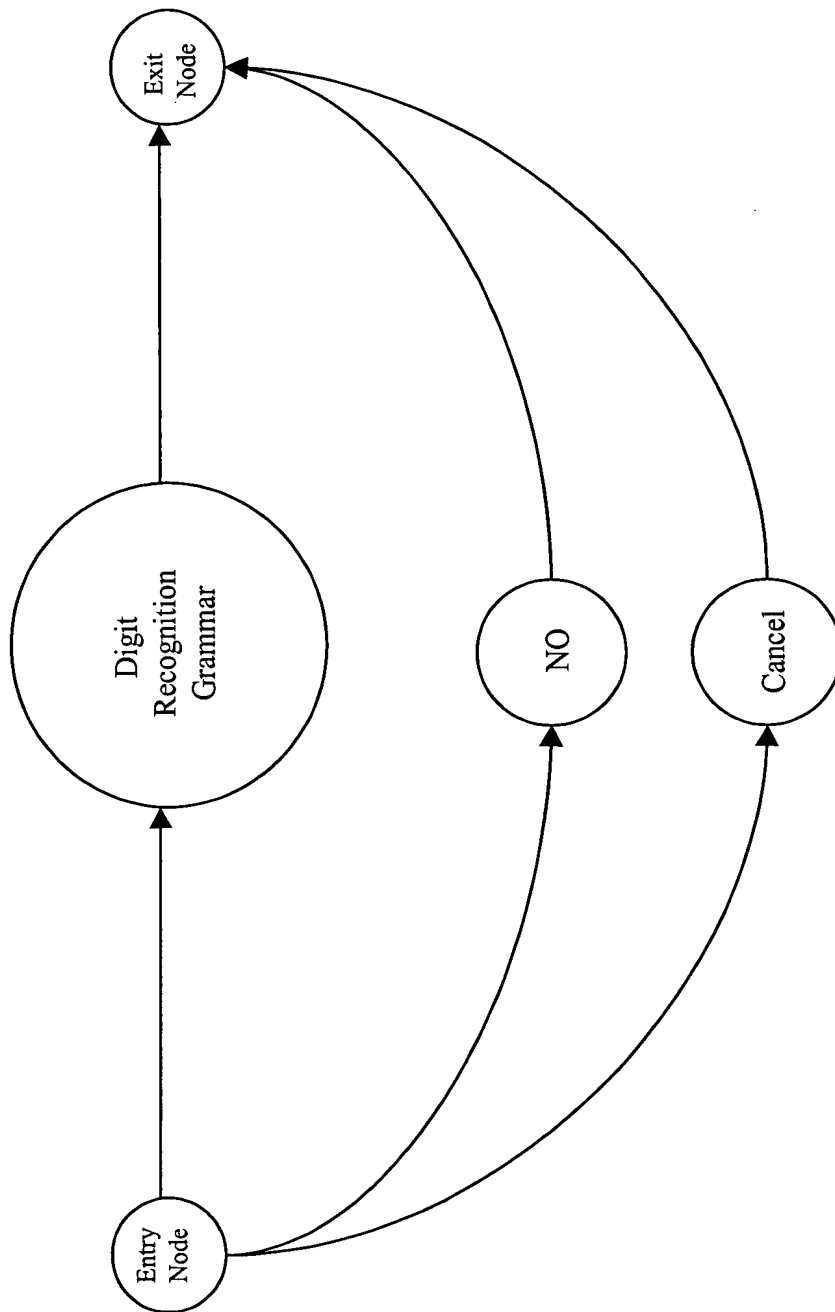 Entry
Node
Digit
Recognition
Grammar
Exit
Node
NO
Cancel